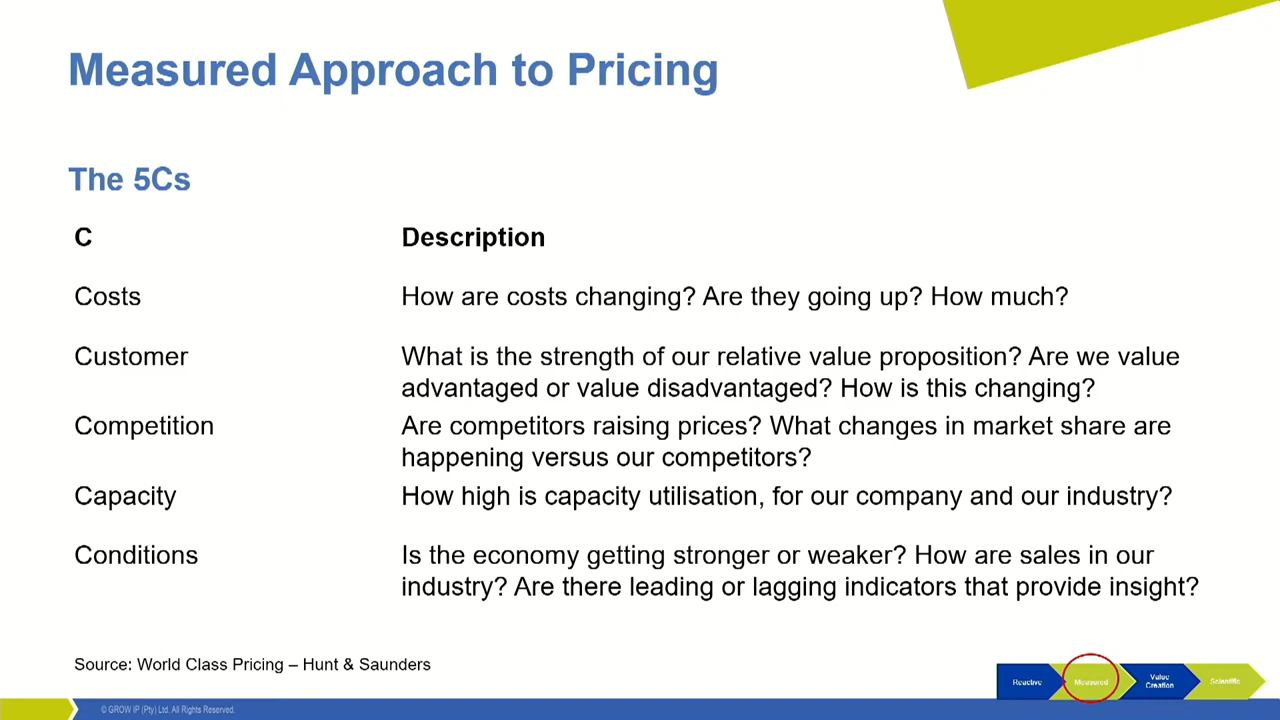 Measured Approach to Pricing
The 5Cs
C Description
Costs How are costs changing? Are they going up? How much?
Customer What is the strength of our relative value proposition? Are we value
advantaged or value disadvantaged? How is this changing?
Competition Are competitors raising prices? What changes in market share are
happening versus our competitors?
Capacity How high is capacity utilisation, for our company and our industry?
Conditions Is the economy getting stronger or weaker? How are sales in our
industry? Are there leading or lagging indicators that provide insight?
Source: World Class Pricing – Hunt & Saunders
Reactive
Measured
Value
Creation
Scientific
© GROW IP (Pty) Ltd. All Rights Reserved.